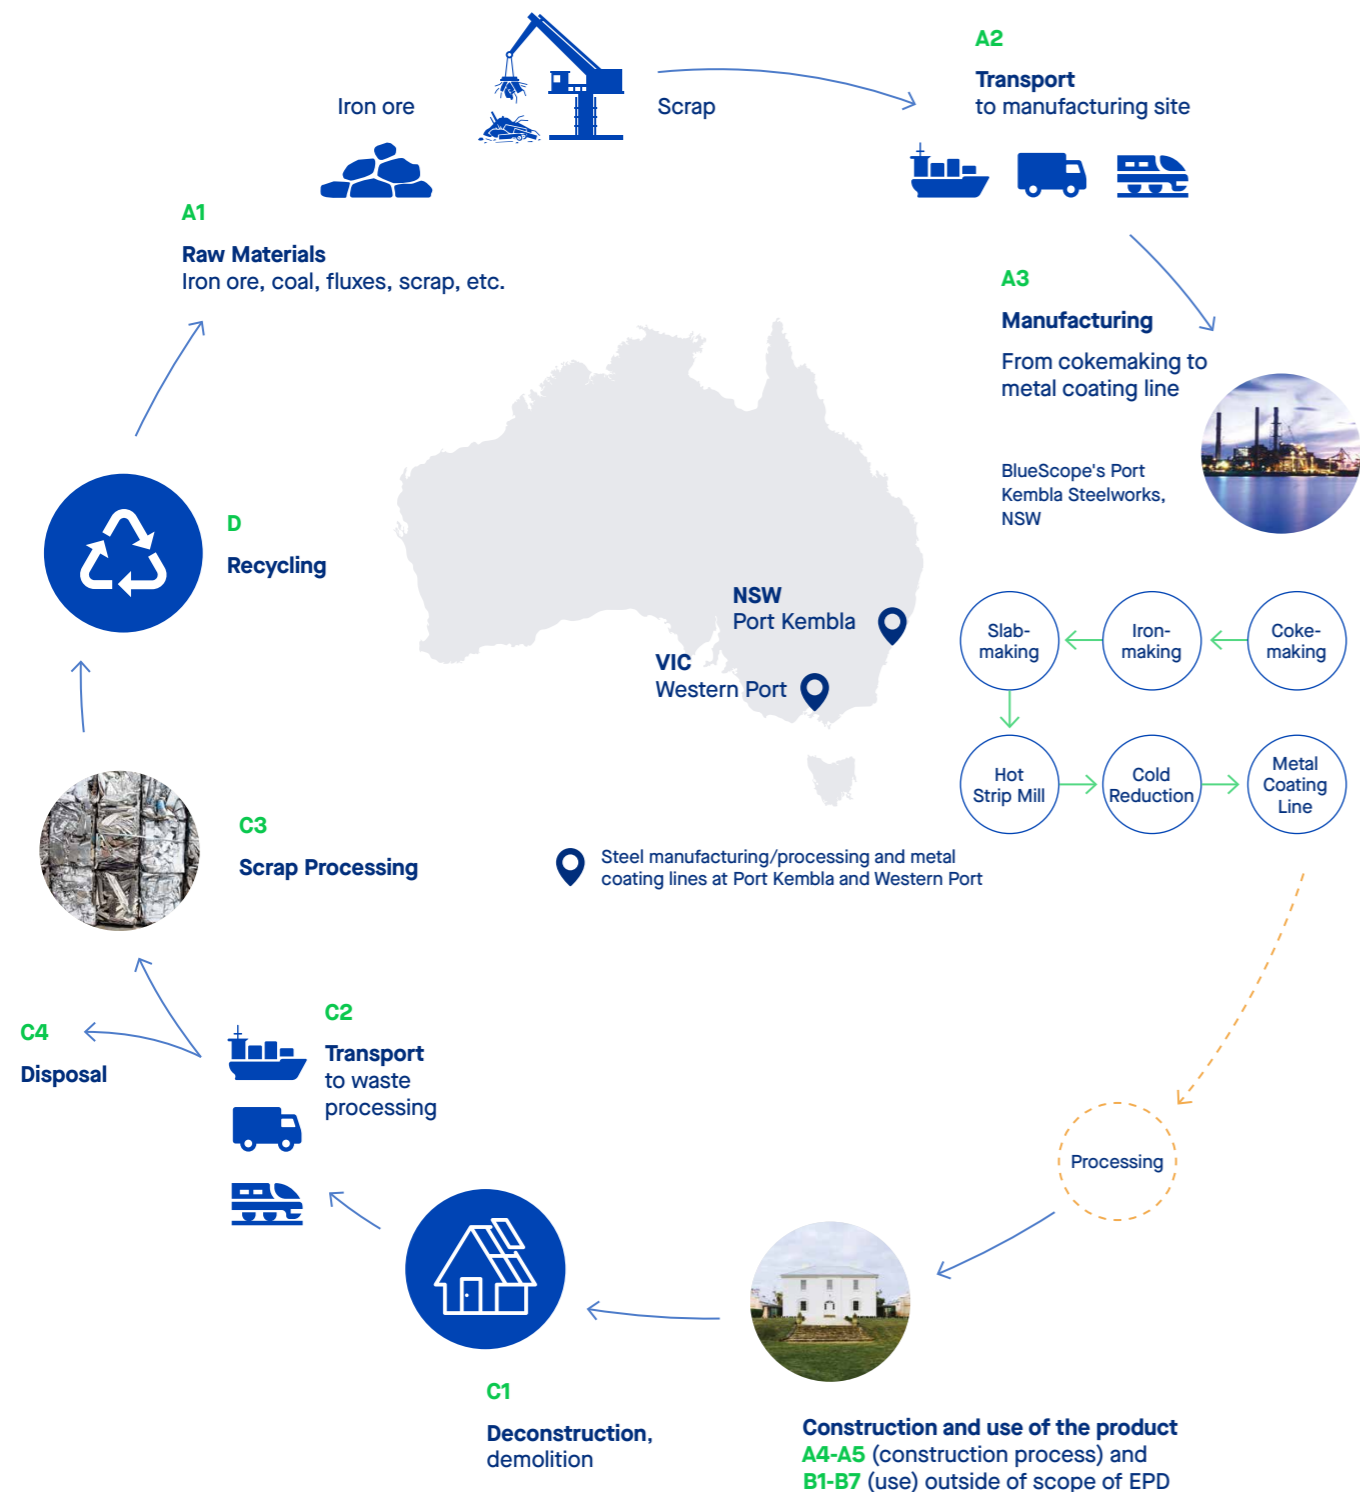 Iron ore
Scrap
A2
Transport
to manufacturing site
A1
Raw Materials
Iron ore, coal, fluxes, scrap, etc.
A3
Manufacturing
From cokemaking to
metal coating line
BlueScope's Port
Kembla Steelworks,
NSW
D
Recycling
NSW
Port Kembla
VIC
Western Port
Slab-
making
Iron-
making
Coke-
making
Hot
Strip Mill
Cold
Reduction
Metal
Coating
Line
C3
Scrap Processing
Steel manufacturing/processing and metal
coating lines at Port Kembla and Western Port
C4
Disposal
C2
Transport
to waste
processing
Processing
C1
Deconstruction,
demolition
Construction and use of the product
A4-A5 (construction process) and
B1-B7 (use) outside of scope of EPD